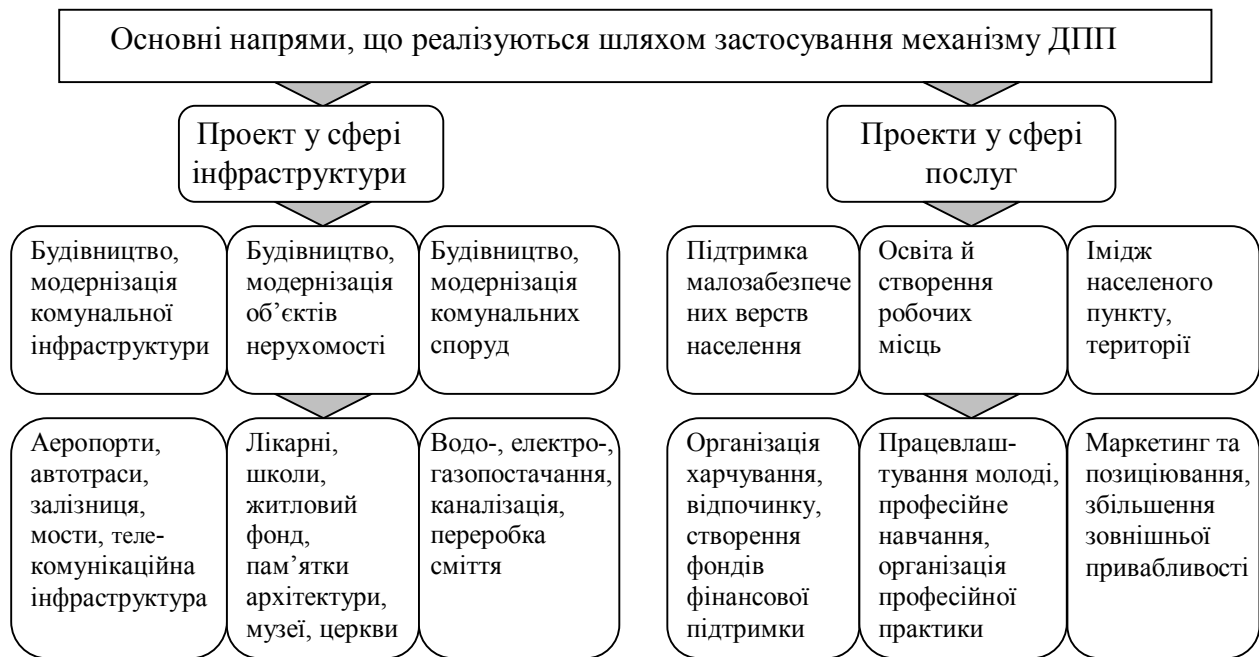 Основні напрями, що реалізуються шляхом застосування механізму ДПП
Проект у сфері
інфраструктури
Проекти у сфері
послуг
Будівництво,
модернізація
комунальної
інфраструктури
Будівництво,
модернізація
об’єктів
нерухомості
Будівництво,
модернізація
комунальних
споруд
Підтримка
малозабезпече
них верств
населення
Освіта й
створення
робочих
місць
Імідж
населеного
пункту,
території
Аеропорти,
автотраси,
залізниця,
мости, теле-
комунікаційна
інфраструктура
Лікарні,
школи,
житловий
фонд,
пам’ятки
архітектури,
музеї, церкви
Водо-, електро-,
газопостачання,
каналізація,
переробка
сміття
Організація
харчування,
відпочинку,
створення
фондів
фінансової
підтримки
Працевлаш-
тування молоді,
професійне
навчання,
організація
професійної
практики
Маркетинг та
позиціювання,
збільшення
зовнішньої
привабливості